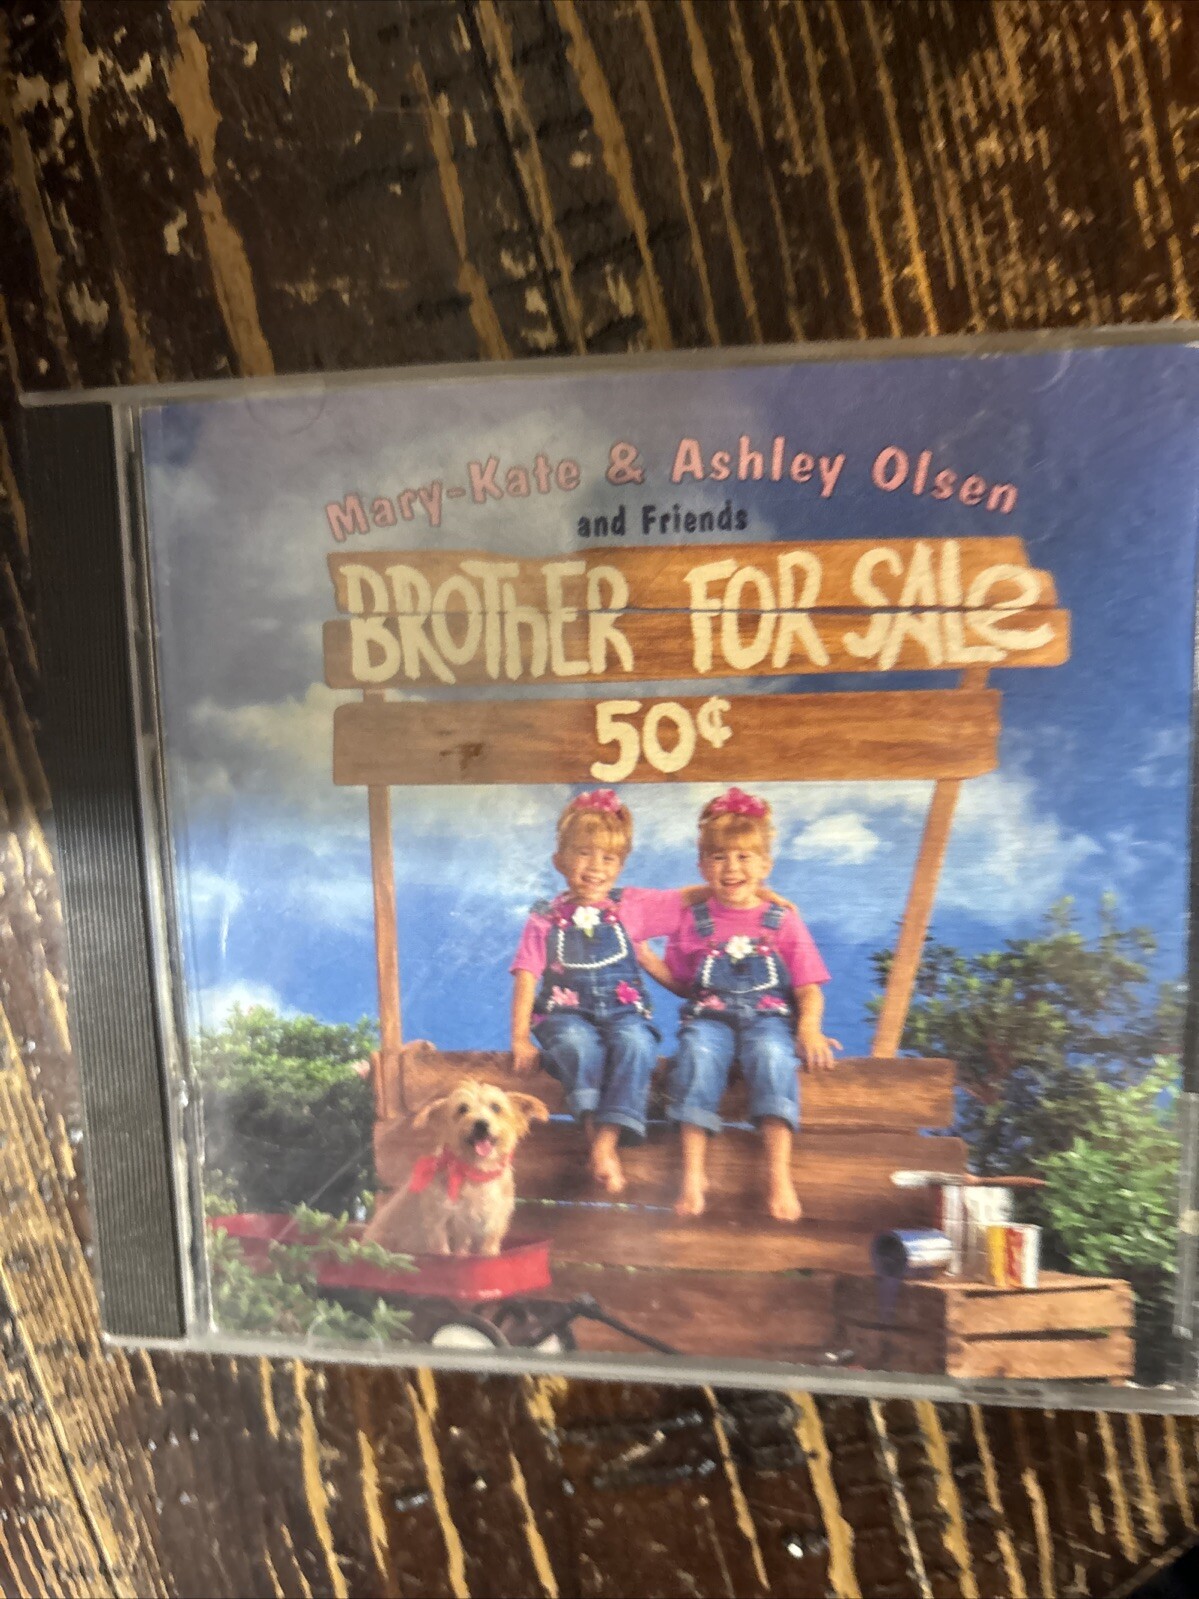 Mary-Kate & Ashley Olsen
and Friends
BROThER FOR SALe
50¢